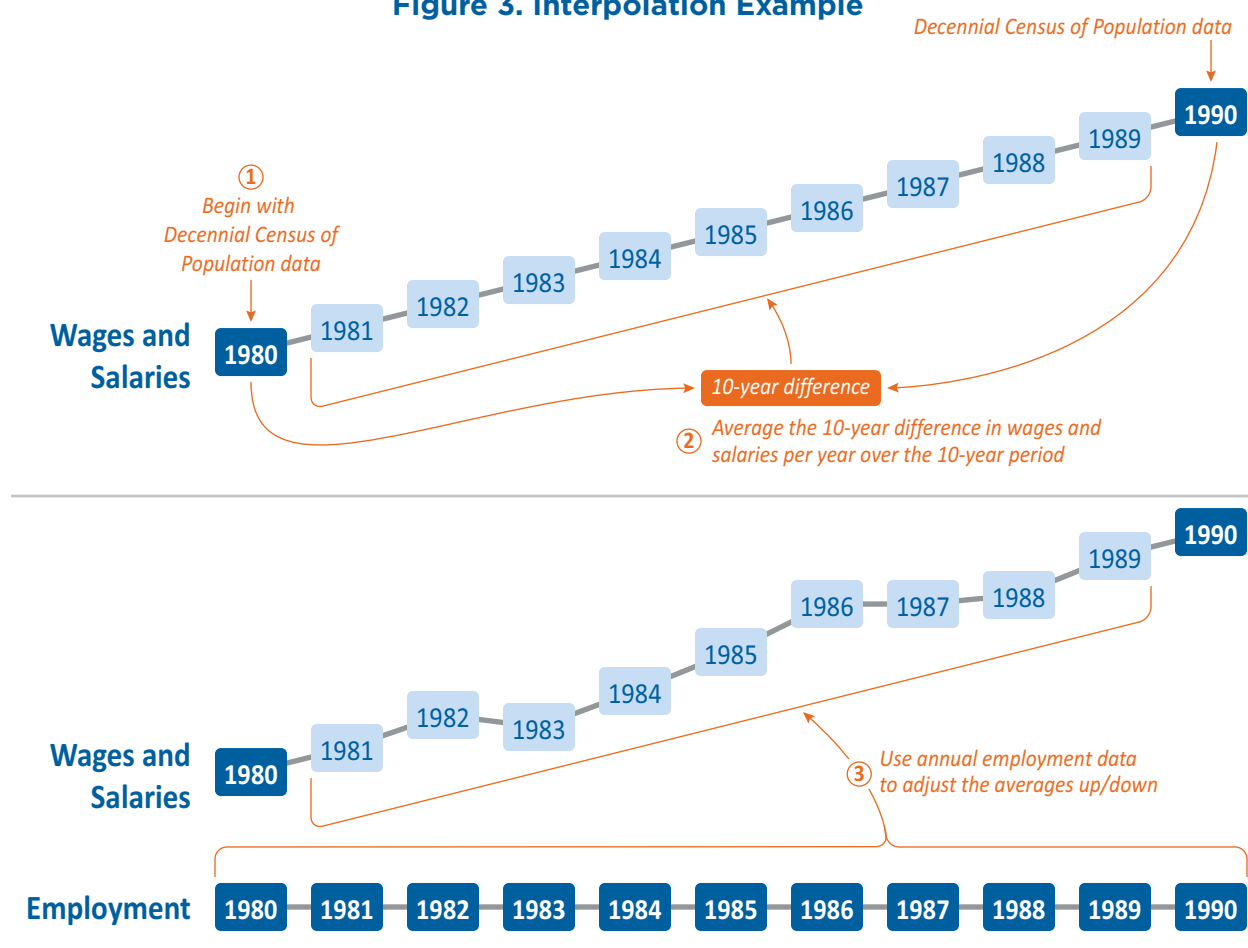 Figure 3. Interpolation Example
Decennial Census of Population data
1990
1989
1988
1987
1986
1985
1984
1983
1982
1981
1980
1
Begin with
Decennial Census of
Population data
Wages and
Salaries
10-year difference
2
Average the 10-year difference in wages and
salaries per year over the 10-year period
1990
1989
1988
1987
1986
1985
1984
1983
1982
1981
1980
Wages and
Salaries
3
Use annual employment data
to adjust the averages up/down
Employment
1980 1981 1982 1983 1984 1985 1986 1987 1988 1989 1990